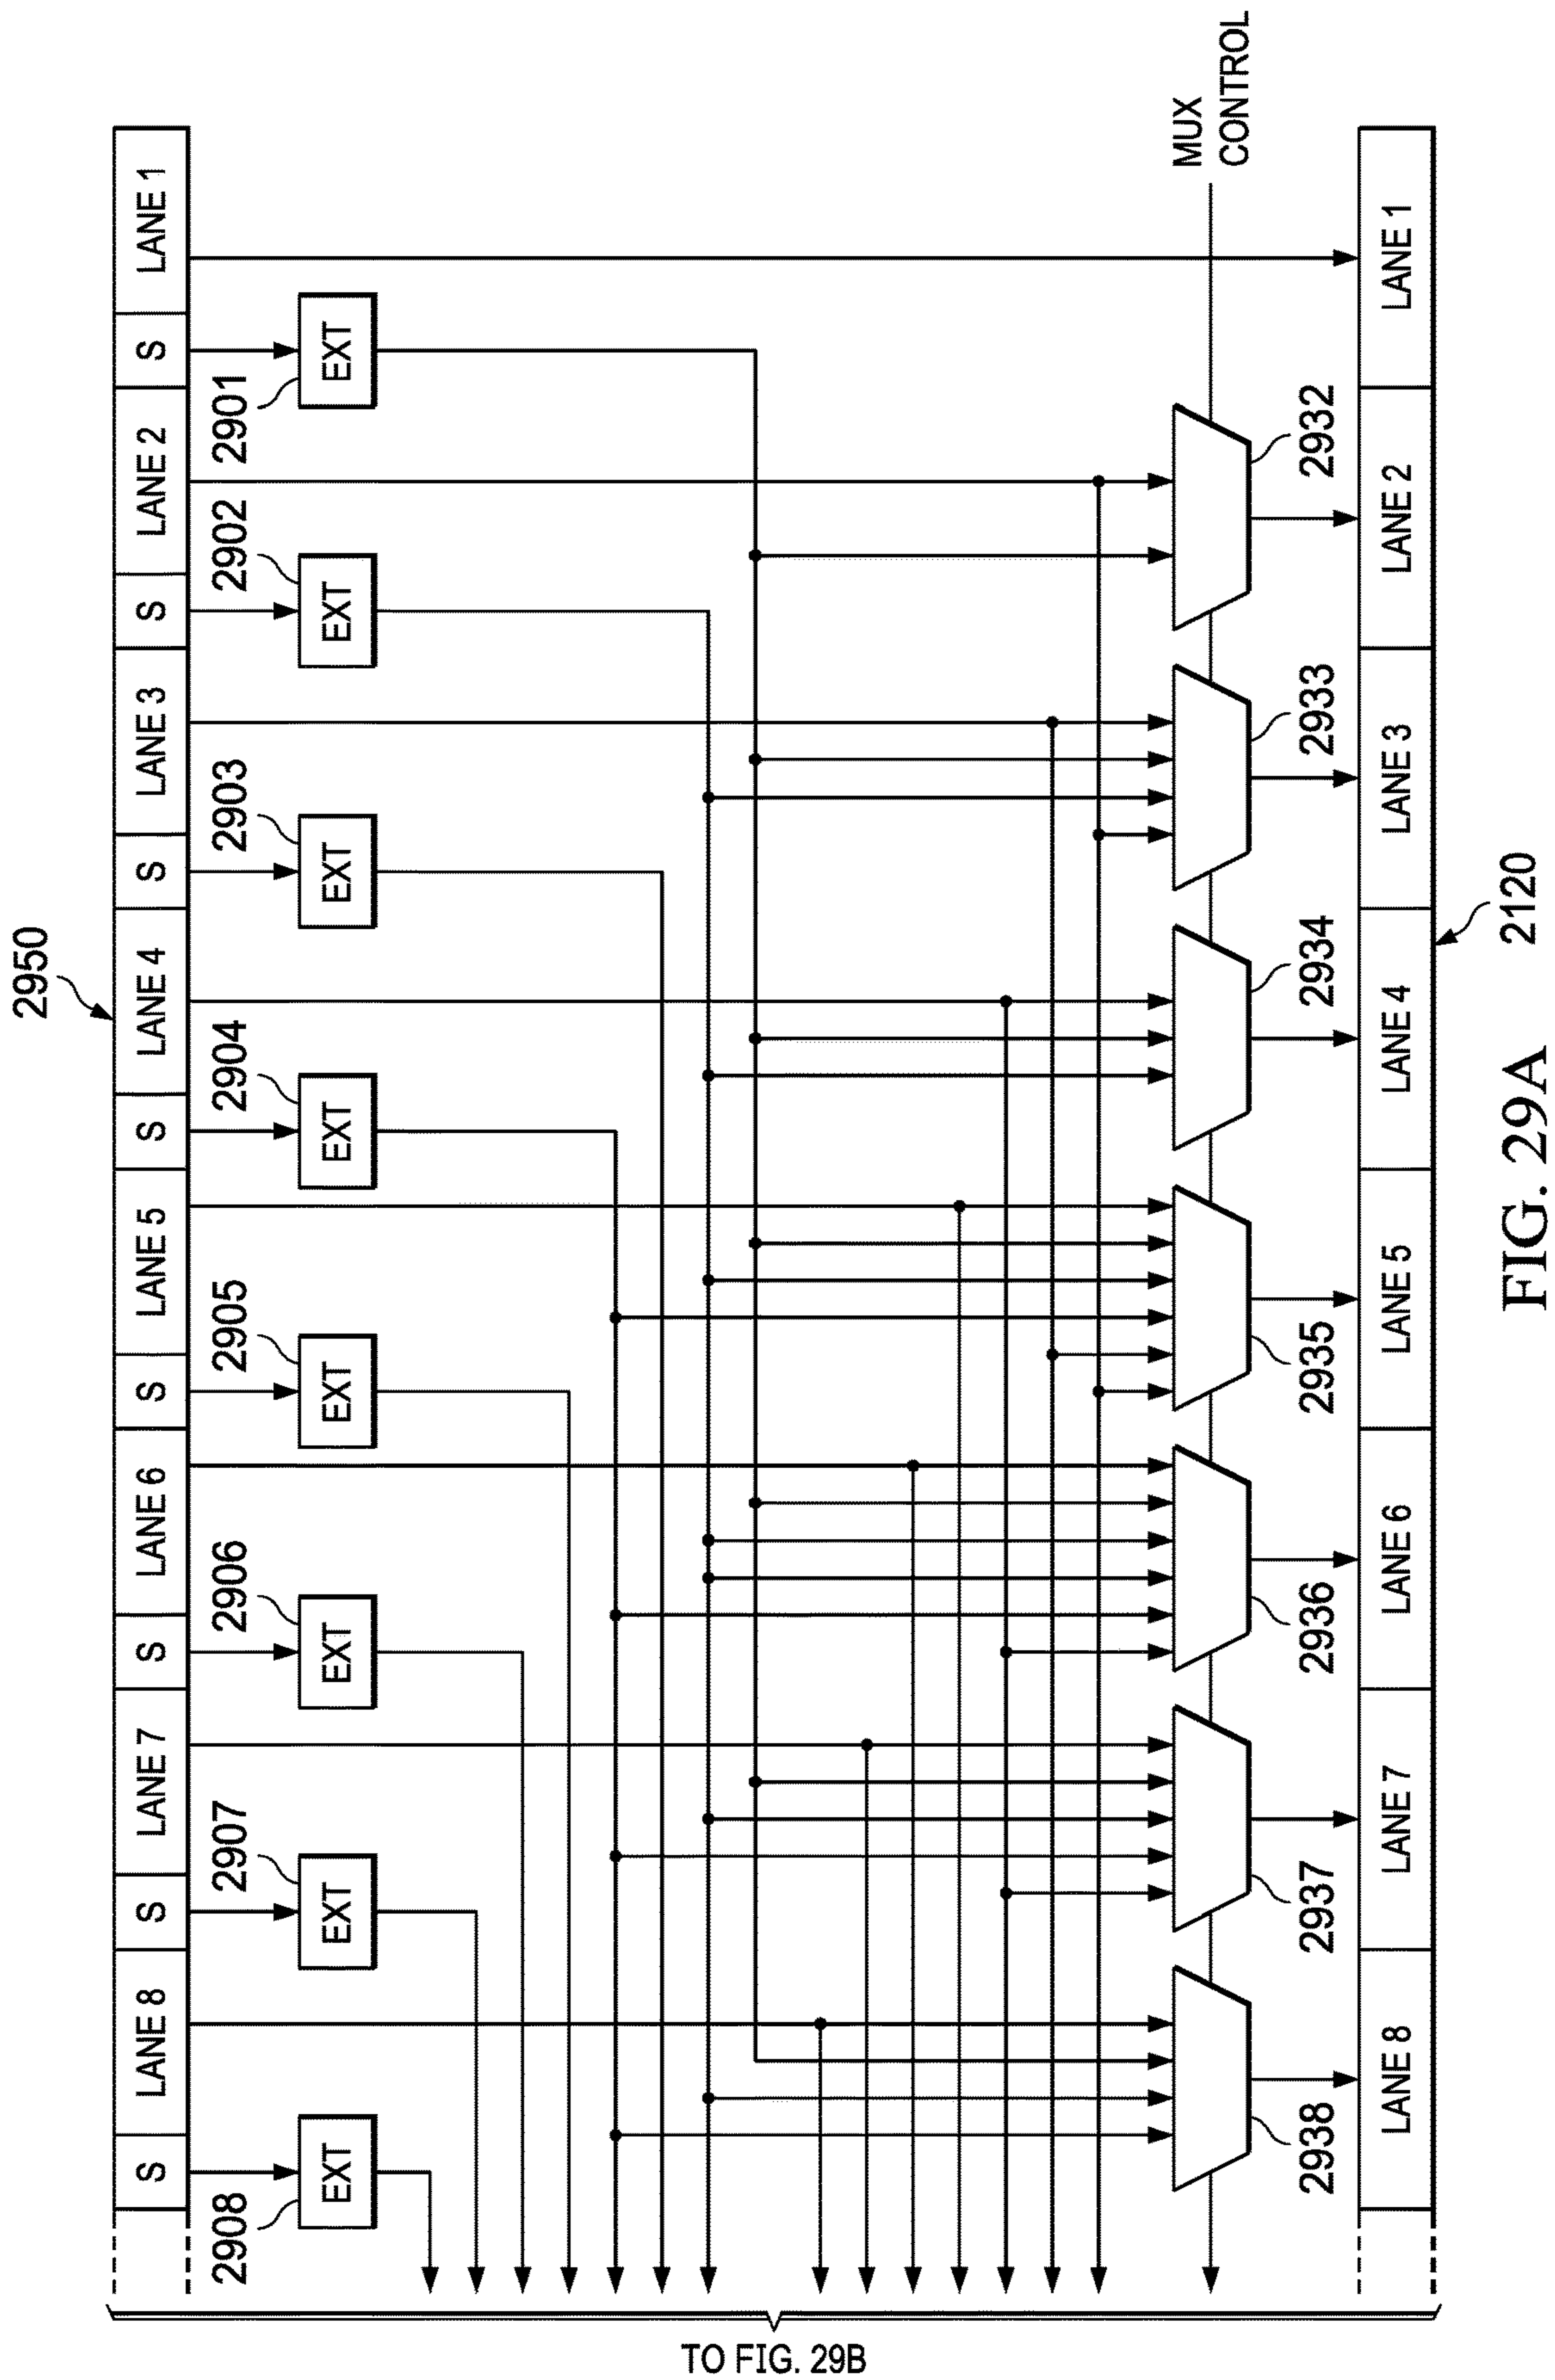 2950
LANE 8 S LANE 7 S LANE 6 S LANE 5 S LANE 4 S LANE 3 S LANE 2 S LANE 1
S
2908 2907 2906 2905 2904 2903 2902 2901
EXT EXT EXT EXT EXT EXT EXT EXT
TO FIG. 29B
MUX
CONTROL
2938 2937 2936 2935 2934 2933 2932
LANE 8 LANE 7 LANE 6 LANE 5 LANE 4 LANE 3 LANE 2 LANE 1
2120
FIG. 29A